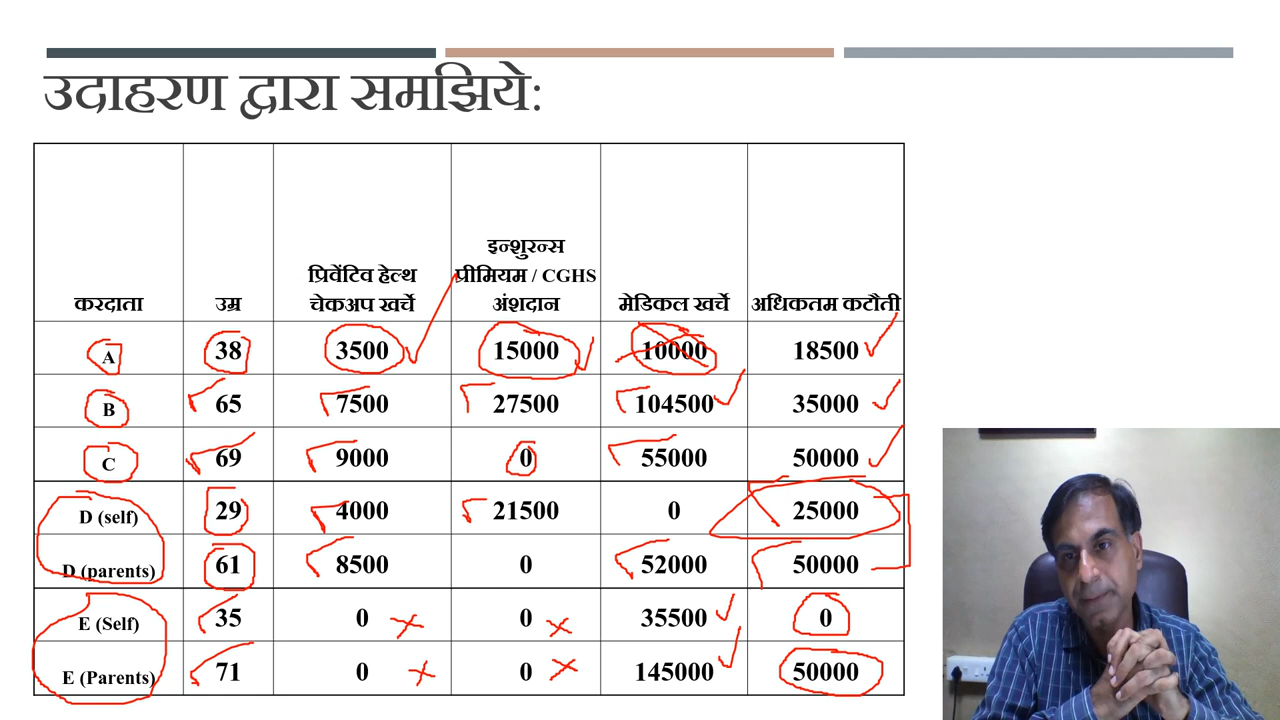 उदाहरण द्वारा समझिये:
करदाता उम्र प्रिवेंटिव हेल्थ चेकअप खर्चे इन्शुरन्स प्रीमियम / CGHS अंशदान मेडिकल खर्चे अधिकतम कटौती
A 38 3500 15000 10000 18500
B 65 7500 27500 104500 35000
C 69 9000 0 55000 50000
D (self) 29 4000 21500 0 25000
D (parents) 61 8500 0 52000 50000
E (Self) 35 0 0 35500 0
E (Parents) 71 0 0 145000 50000